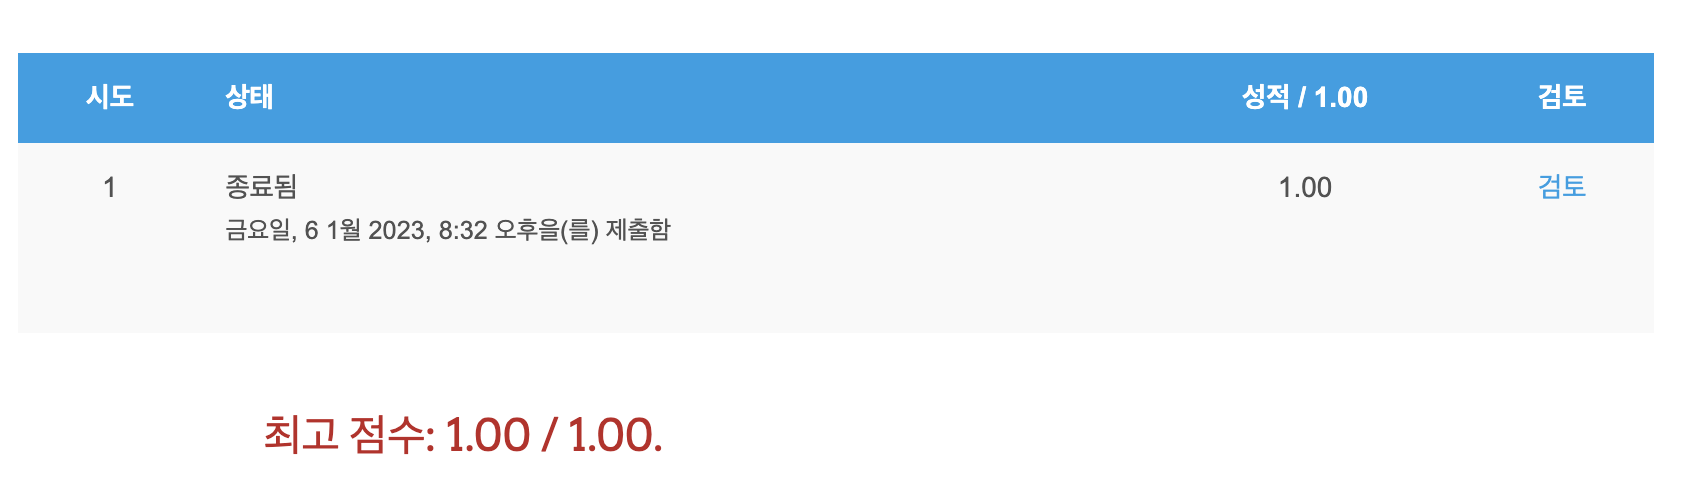 시도 상태 성적 / 1.00 검토
1 종료됨 1.00 검토
금요일, 6 1월 2023, 8:32 오후을(를) 제출함
최고 점수: 1.00 / 1.00.